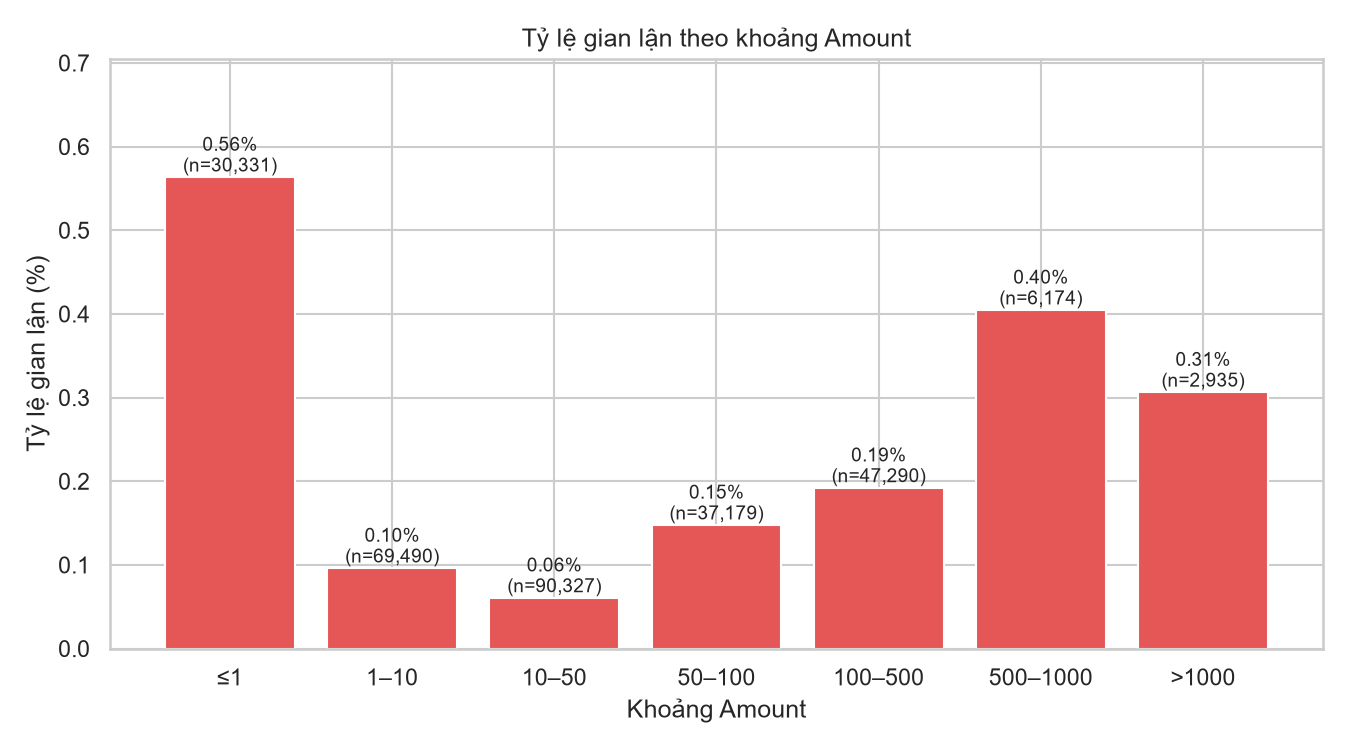 Tỷ lệ gian lận theo khoảng Amount
Tỷ lệ gian lận (%)
0.7
0.6
0.5
0.4
0.3
0.2
0.1
0.0
0.56%
(n=30,331)
0.10%
(n=69,490)
0.06%
(n=90,327)
0.15%
(n=37,179)
0.19%
(n=47,290)
0.40%
(n=6,174)
0.31%
(n=2,935)
≤1
1–10
10–50
50–100
100–500
500–1000
>1000
Khoảng Amount